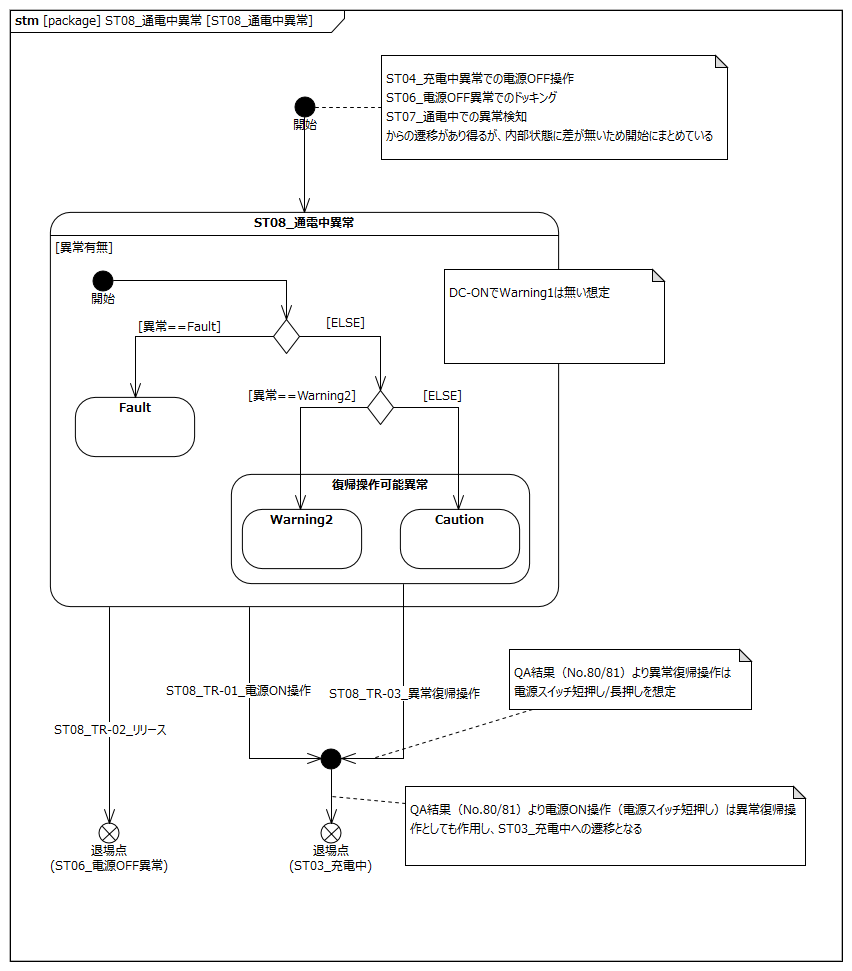 stm [package] ST08_通電中異常 [ST08_通電中異常]
ST04_充電中異常での電源OFF操作
ST06_電源OFF異常でのドッキング
ST07_通電中での異常検知
からの遷移があり得るが、内部状態に差が無いため開始にまとめている
開始
ST08_通電中異常
[異常有無]
開始
DC-ONでWarning1は無い想定
[異常==Fault]
[ELSE]
[異常==Warning2]
[ELSE]
Fault
復帰操作可能異常
Warning2
Caution
QA結果（No.80/81）より異常復帰操作は
電源スイッチ短押し/長押しを想定
ST08_TR-01_電源ON操作
ST08_TR-03_異常復帰操作
ST08_TR-02_リリース
QA結果（No.80/81）より電源ON操作（電源スイッチ短押し）は異常復帰操
作としても作用し、ST03_充電中への遷移となる
退場点
(ST06_電源OFF異常)
退場点
(ST03_充電中)